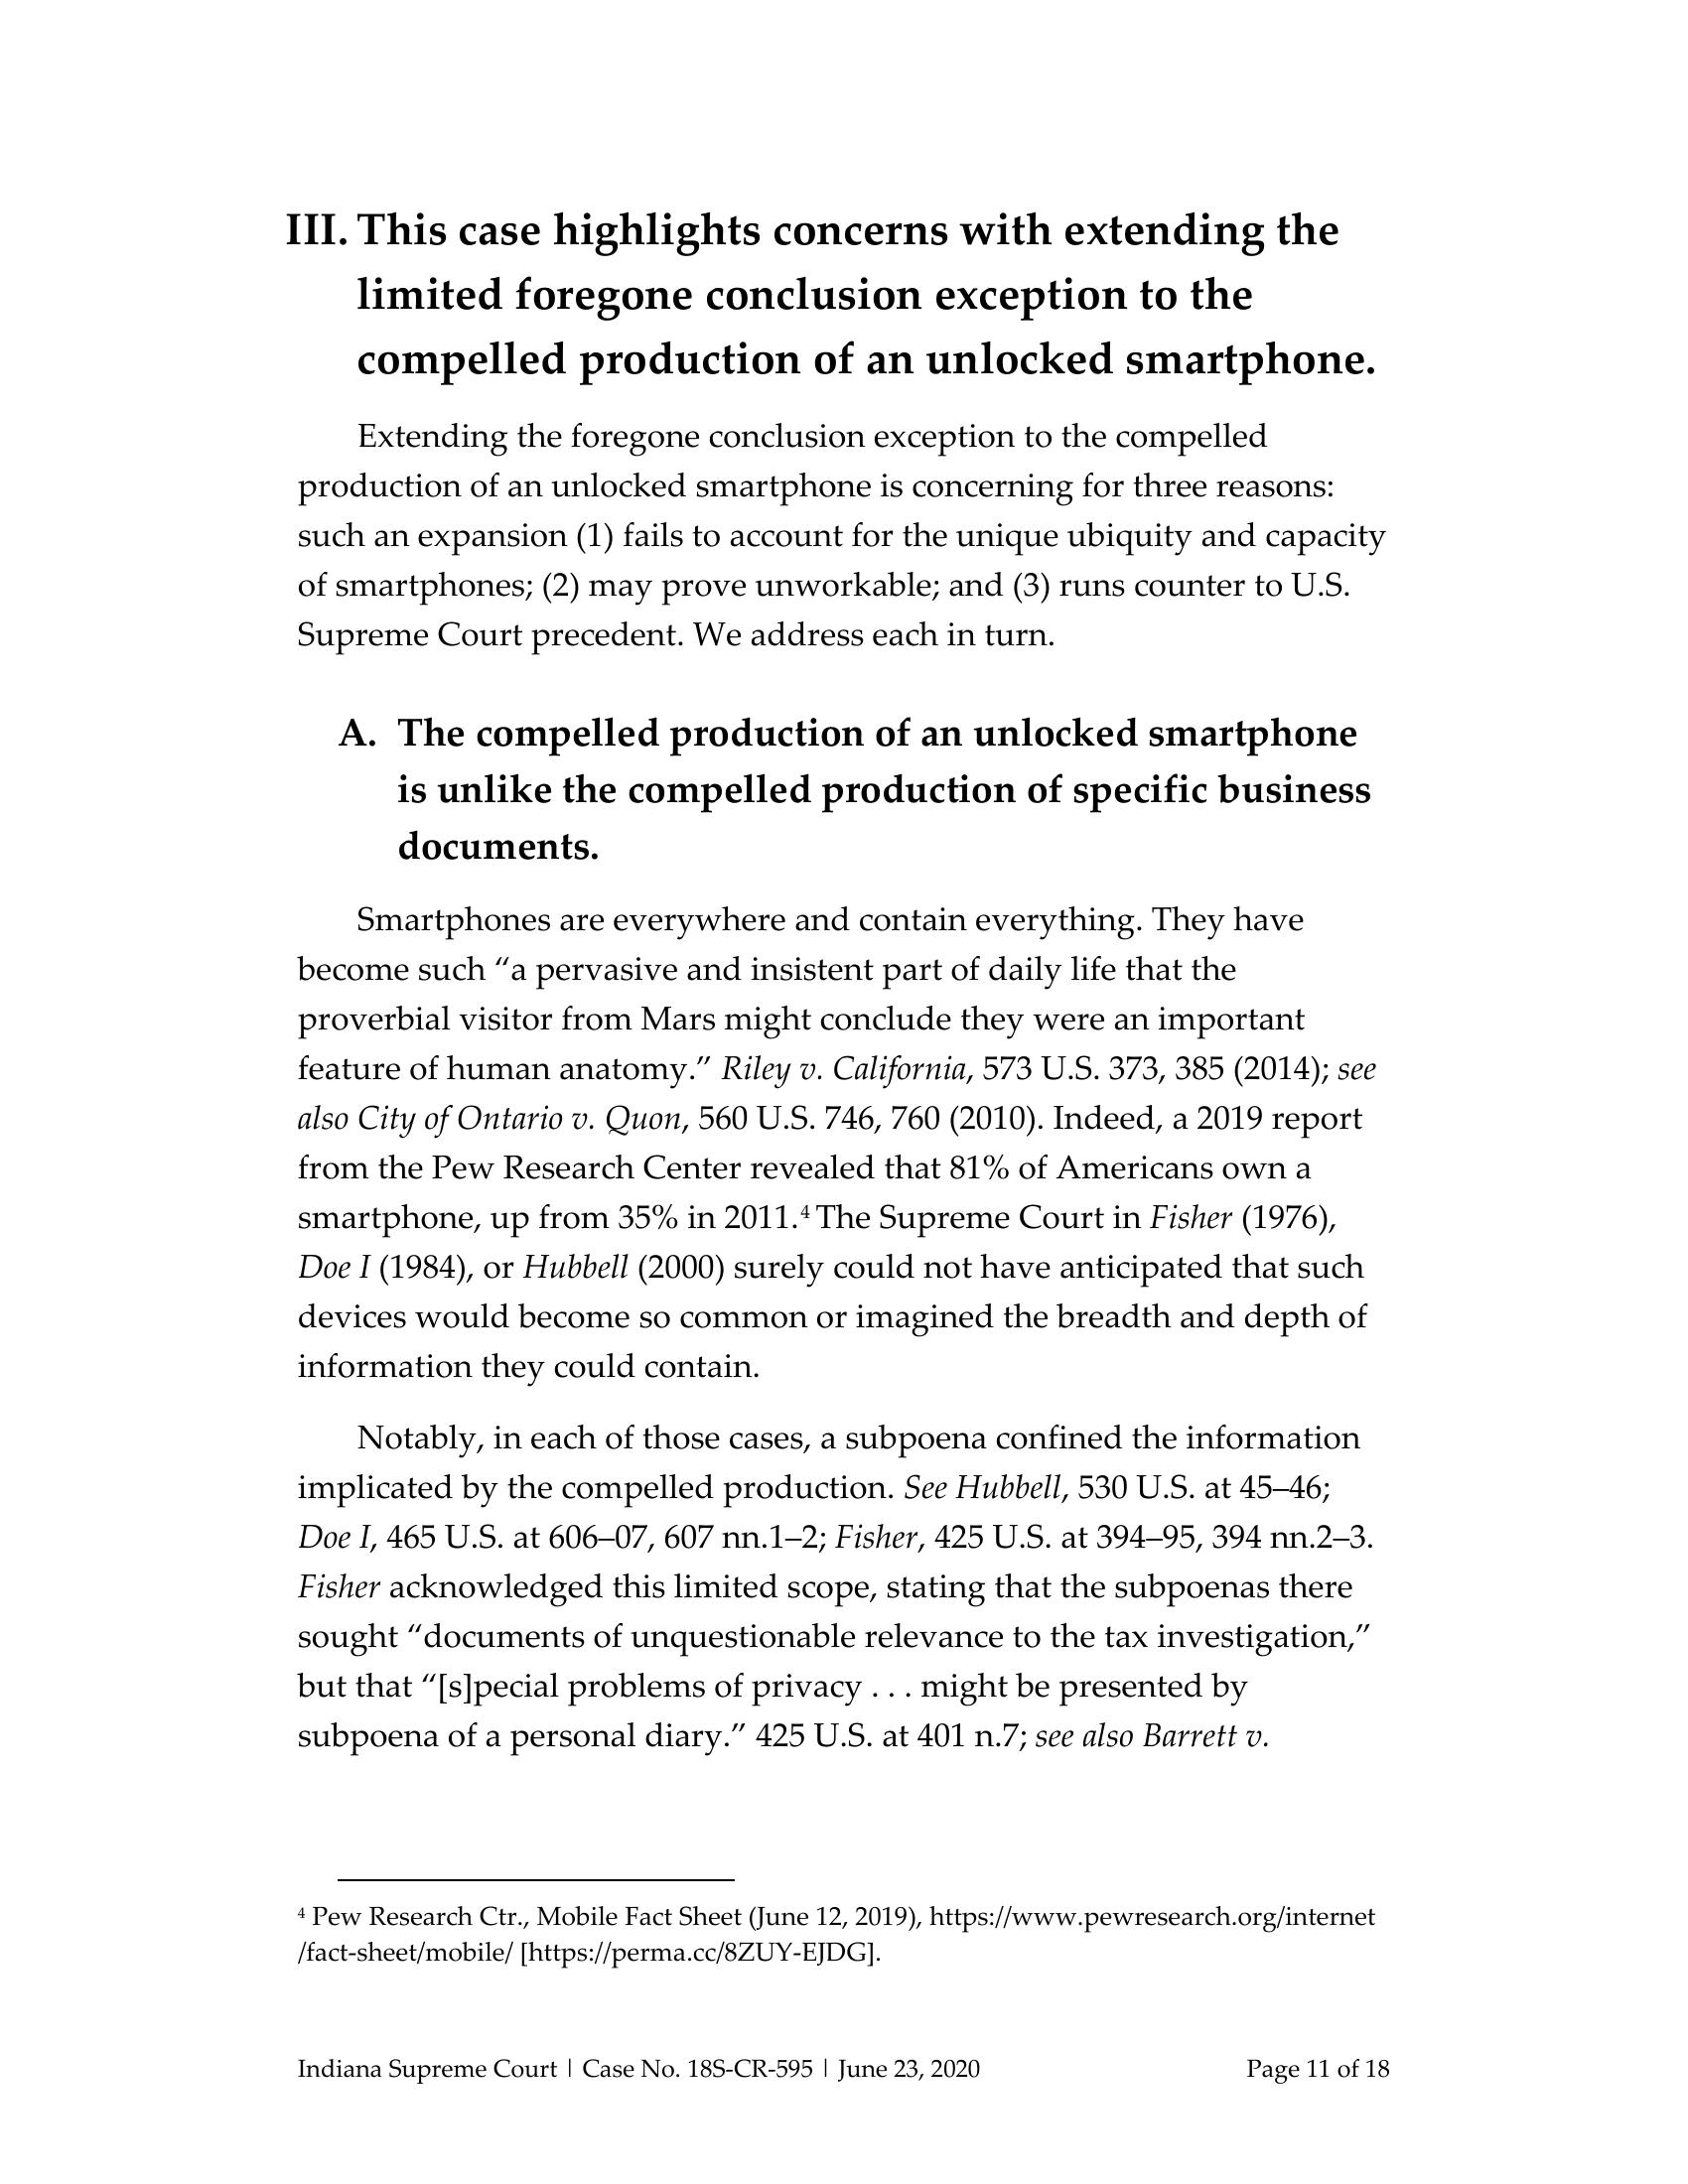 III. This case highlights concerns with extending the
limited foregone conclusion exception to the
compelled production of an unlocked smartphone.
Extending the foregone conclusion exception to the compelled
production of an unlocked smartphone is concerning for three reasons:
such an expansion (1) fails to account for the unique ubiquity and capacity
of smartphones; (2) may prove unworkable; and (3) runs counter to U.S.
Supreme Court precedent. We address each in turn.
A. The compelled production of an unlocked smartphone
is unlike the compelled production of specific business
documents.
Smartphones are everywhere and contain everything. They have
become such “a pervasive and insistent part of daily life that the
proverbial visitor from Mars might conclude they were an important
feature of human anatomy.” Riley v. California, 573 U.S. 373, 385 (2014); see
also City of Ontario v. Quon, 560 U.S. 746, 760 (2010). Indeed, a 2019 report
from the Pew Research Center revealed that 81% of Americans own a
smartphone, up from 35% in 2011.⁴ The Supreme Court in Fisher (1976),
Doe I (1984), or Hubbell (2000) surely could not have anticipated that such
devices would become so common or imagined the breadth and depth of
information they could contain.
Notably, in each of those cases, a subpoena confined the information
implicated by the compelled production. See Hubbell, 530 U.S. at 45–46;
Doe I, 465 U.S. at 606–07, 607 nn.1–2; Fisher, 425 U.S. at 394–95, 394 nn.2–3.
Fisher acknowledged this limited scope, stating that the subpoenas there
sought “documents of unquestionable relevance to the tax investigation,”
but that “[s]pecial problems of privacy . . . might be presented by
subpoena of a personal diary.” 425 U.S. at 401 n.7; see also Barrett v.
⁴ Pew Research Ctr., Mobile Fact Sheet (June 12, 2019), https://www.pewresearch.org/internet
/fact-sheet/mobile/ [https://perma.cc/8ZUY-EJDG].
Indiana Supreme Court | Case No. 18S-CR-595 | June 23, 2020 Page 11 of 18